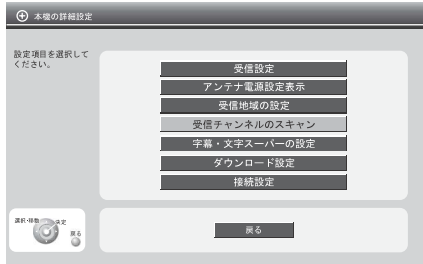 本機の詳細設定
設定項目を選択して
ください。
受信設定
アンテナ電源設定表示
受信地域の設定
受信チャンネルのスキャン
字幕・文字スーパーの設定
ダウンロード設定
接続設定
選択・移動 決定
戻る
戻る